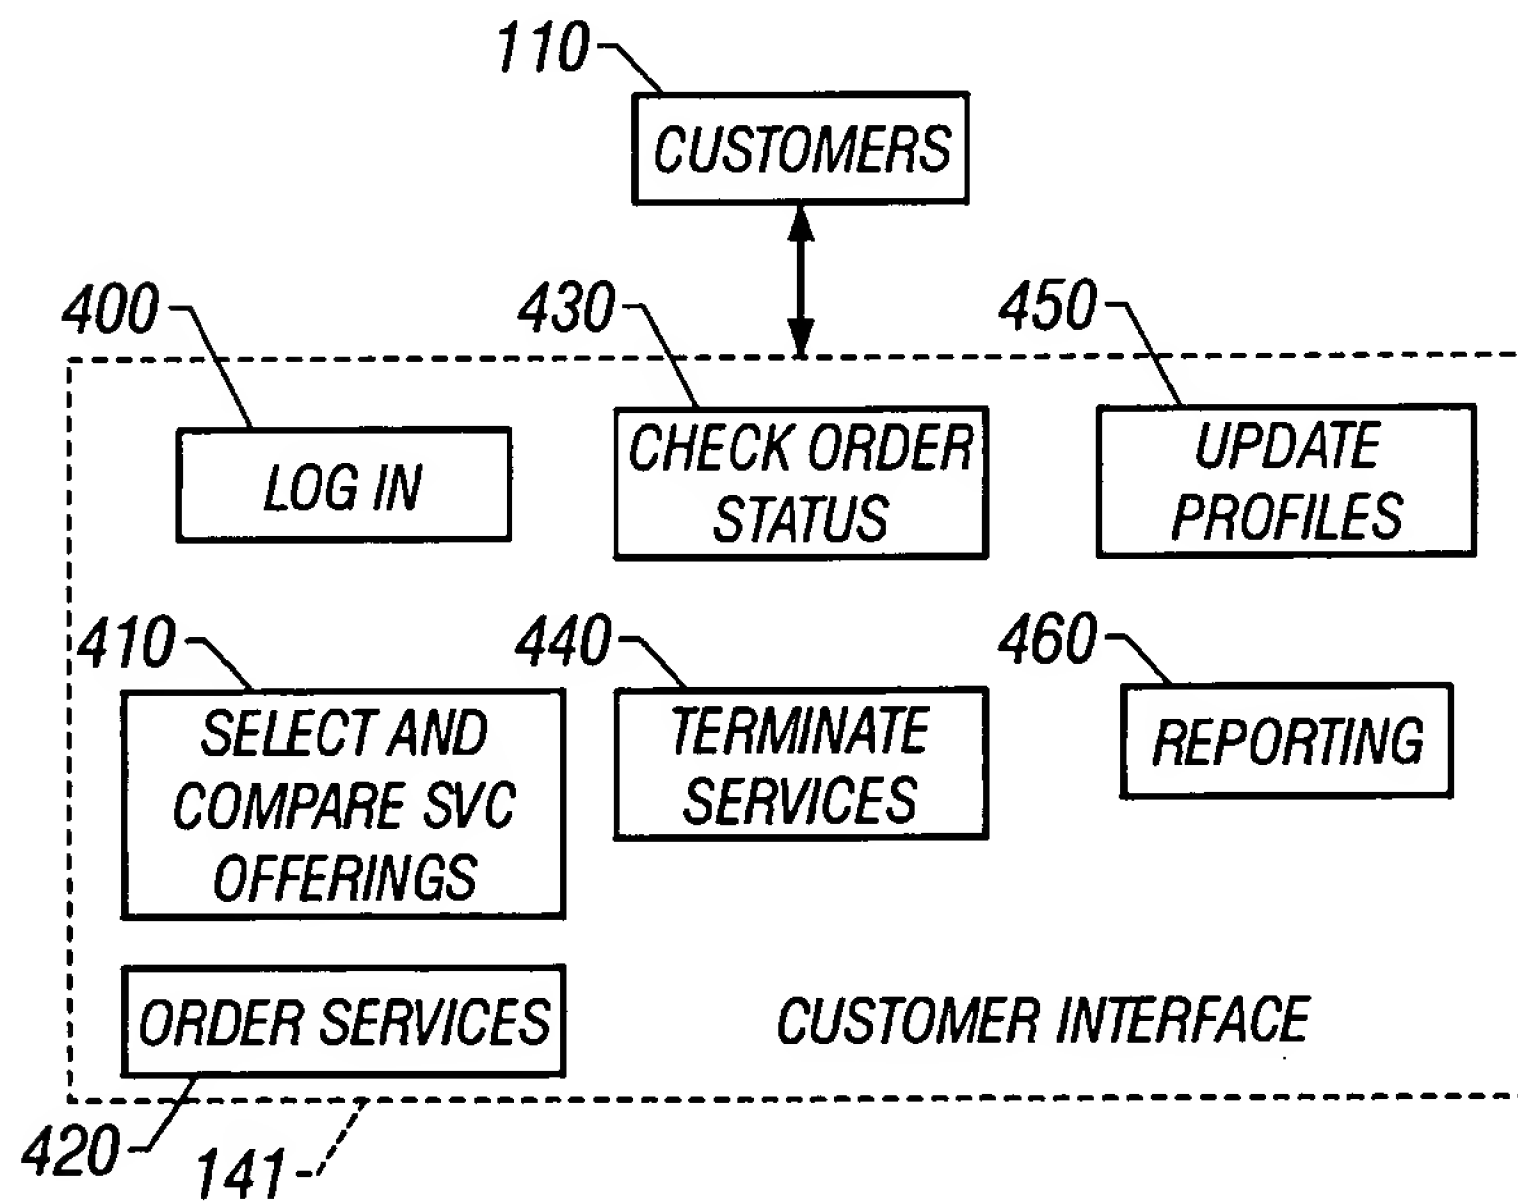 110
CUSTOMERS
400
430
450
LOG IN
CHECK ORDER
STATUS
UPDATE
PROFILES
410
440
460
SELECT AND
COMPARE SVC
OFFERINGS
TERMINATE
SERVICES
REPORTING
ORDER SERVICES
CUSTOMER INTERFACE
420
141